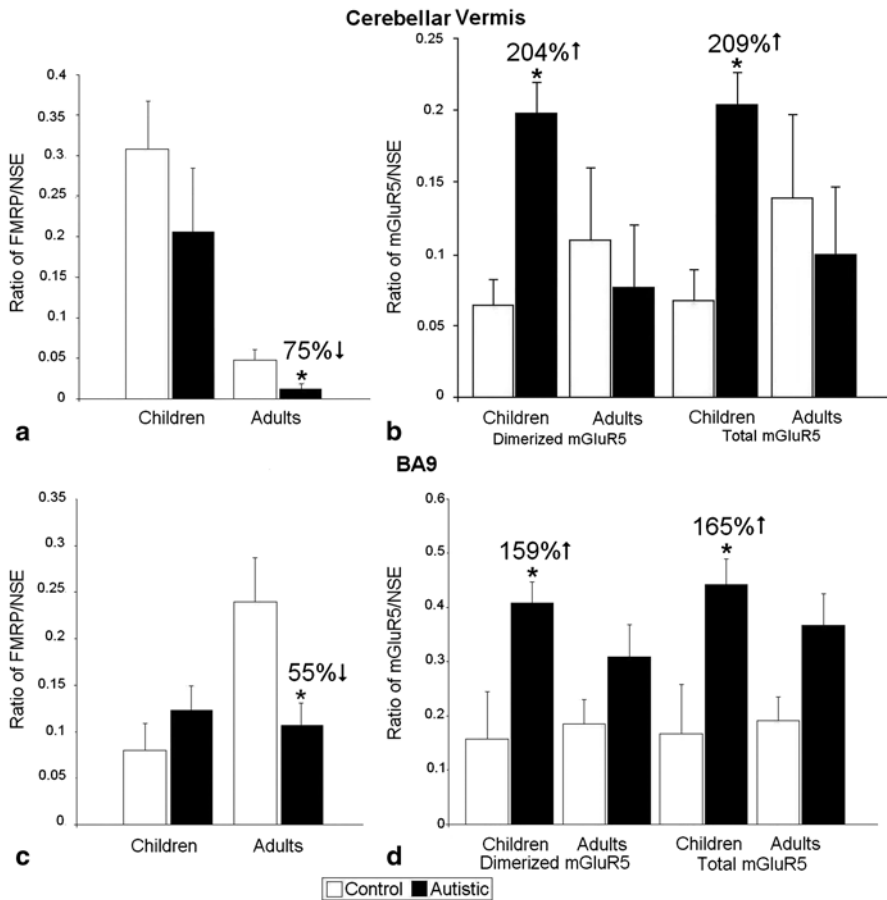 Cerebellar Vermis
Ratio of FMRP/NSE
0.4
0.35
0.3
0.25
0.2
0.15
0.1
0.05
0
75%↓
*
Children
Adults
a
Ratio of mGluR5/NSE
0.25
0.2
0.15
0.1
0.05
0
204%↑
*
209%↑
*
Children
Adults
Children
Adults
Dimerized mGluR5
Total mGluR5
b
BA9
Ratio of FMRP/NSE
0.35
0.3
0.25
0.2
0.15
0.1
0.05
0
55%↓
*
Children
Adults
c
Ratio of mGluR5/NSE
0.6
0.5
0.4
0.3
0.2
0.1
0
159%↑
*
165%↑
*
Children
Adults
Children
Adults
Dimerized mGluR5
Total mGluR5
d
Control
Autistic